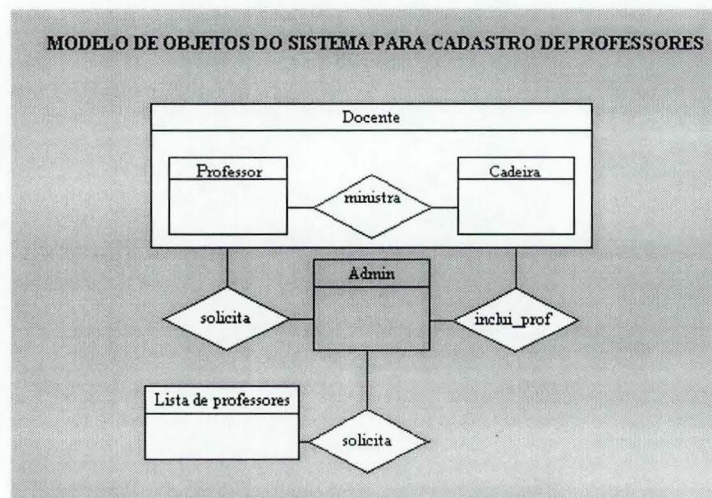 MODELO DE OBJETOS DO SISTEMA PARA CADASTRO DE PROFESSORES
Docente
Professor
ministra
Cadeira
Admin
solicita
inclui_prof
Lista de professores
solicita